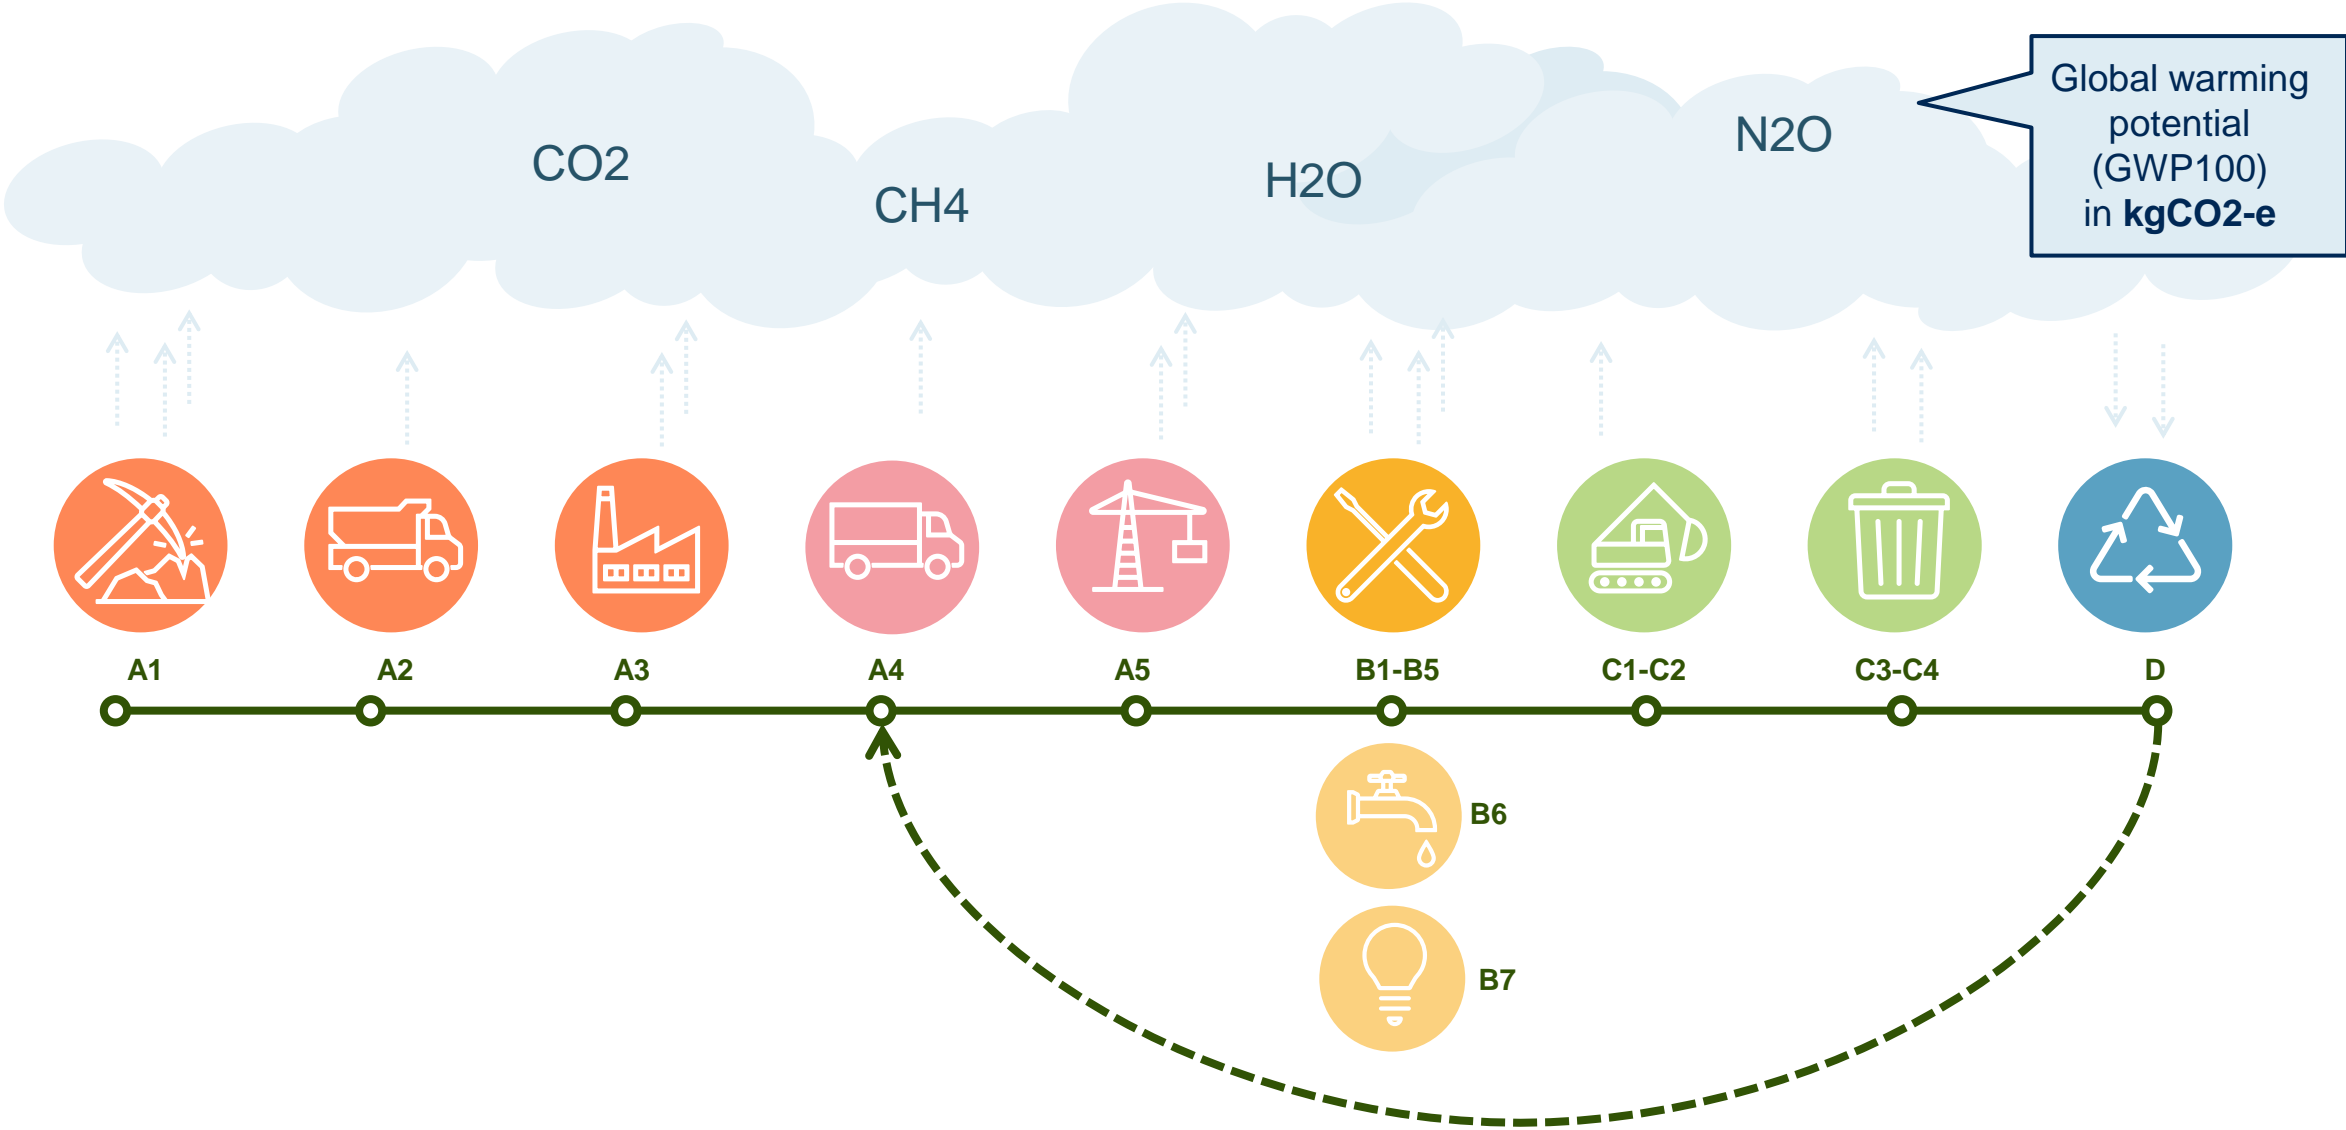 CO2
CH4
H2O
N2O
Global warming
potential
(GWP100)
in kgCO2-e
A1
A2
A3
A4
A5
B1-B5
C1-C2
C3-C4
D
B6
B7